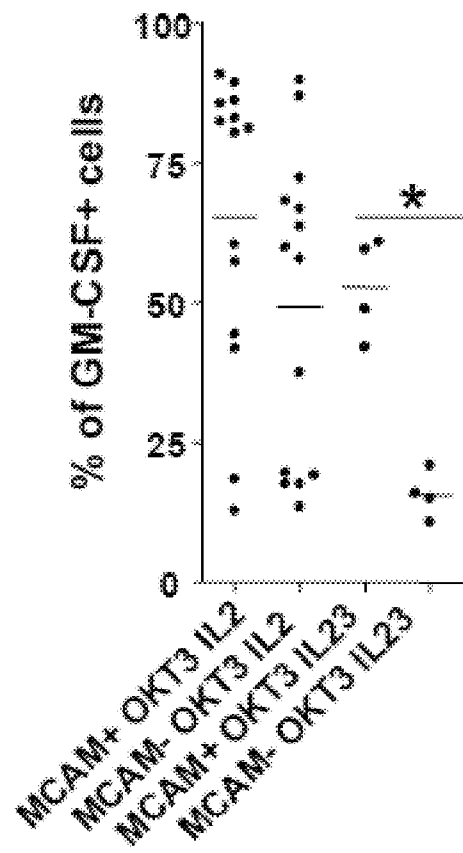 % of GM-CSF+ cells
100
75
50
25
0
*
MCAM+ OKT3 IL2
MCAM- OKT3 IL2
MCAM+ OKT3 IL23
MCAM- OKT3 IL23